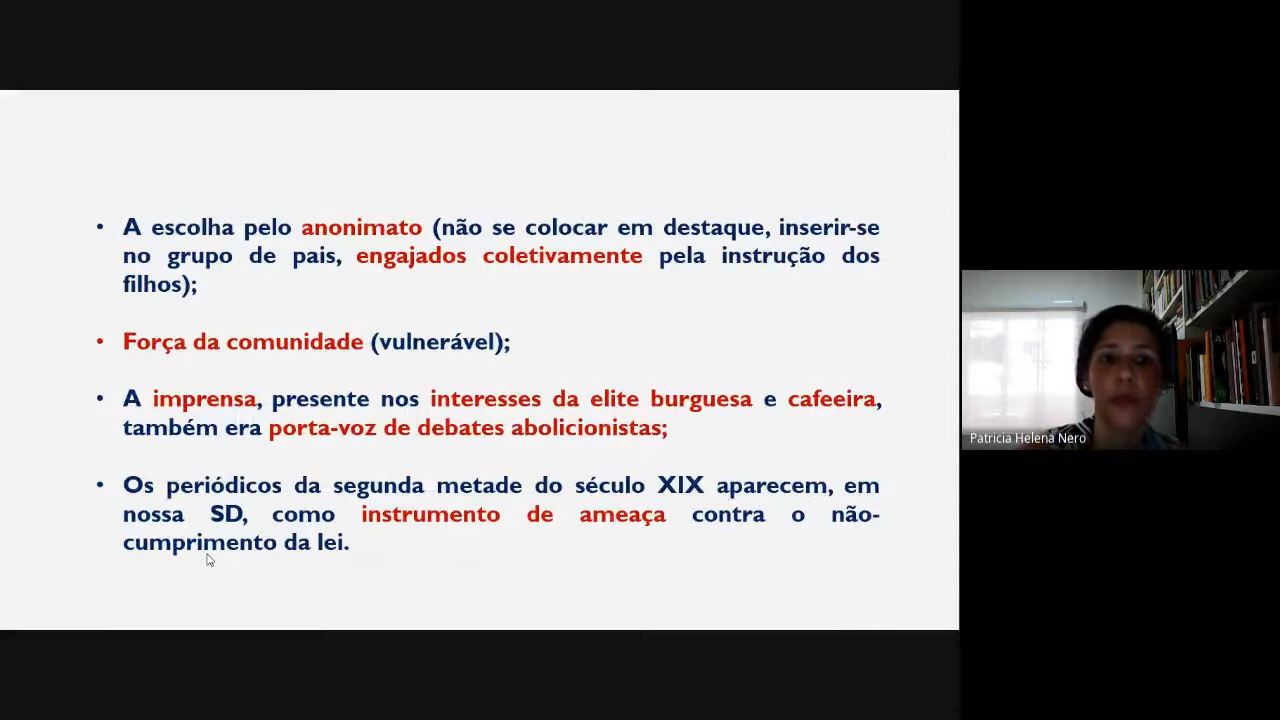 • A escolha pelo anonimato (não se colocar em destaque, inserir-se
no grupo de pais, engajados coletivamente pela instrução dos
filhos);
• Força da comunidade (vulnerável);
• A imprensa, presente nos interesses da elite burguesa e cafeeira,
também era porta-voz de debates abolicionistas;
• Os periódicos da segunda metade do século XIX aparecem, em
nossa SD, como instrumento de ameaça contra o não-
cumprimento da lei.
Patricia Helena Nero